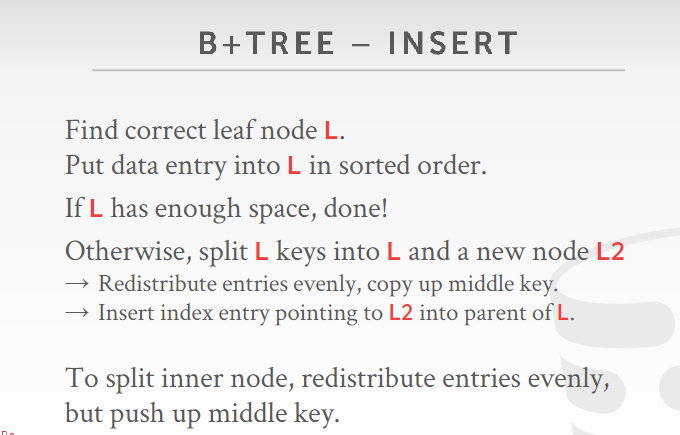 B+TREE – INSERT
Find correct leaf node L.
Put data entry into L in sorted order.
If L has enough space, done!
Otherwise, split L keys into L and a new node L2
→ Redistribute entries evenly, copy up middle key.
→ Insert index entry pointing to L2 into parent of L.
To split inner node, redistribute entries evenly,
but push up middle key.